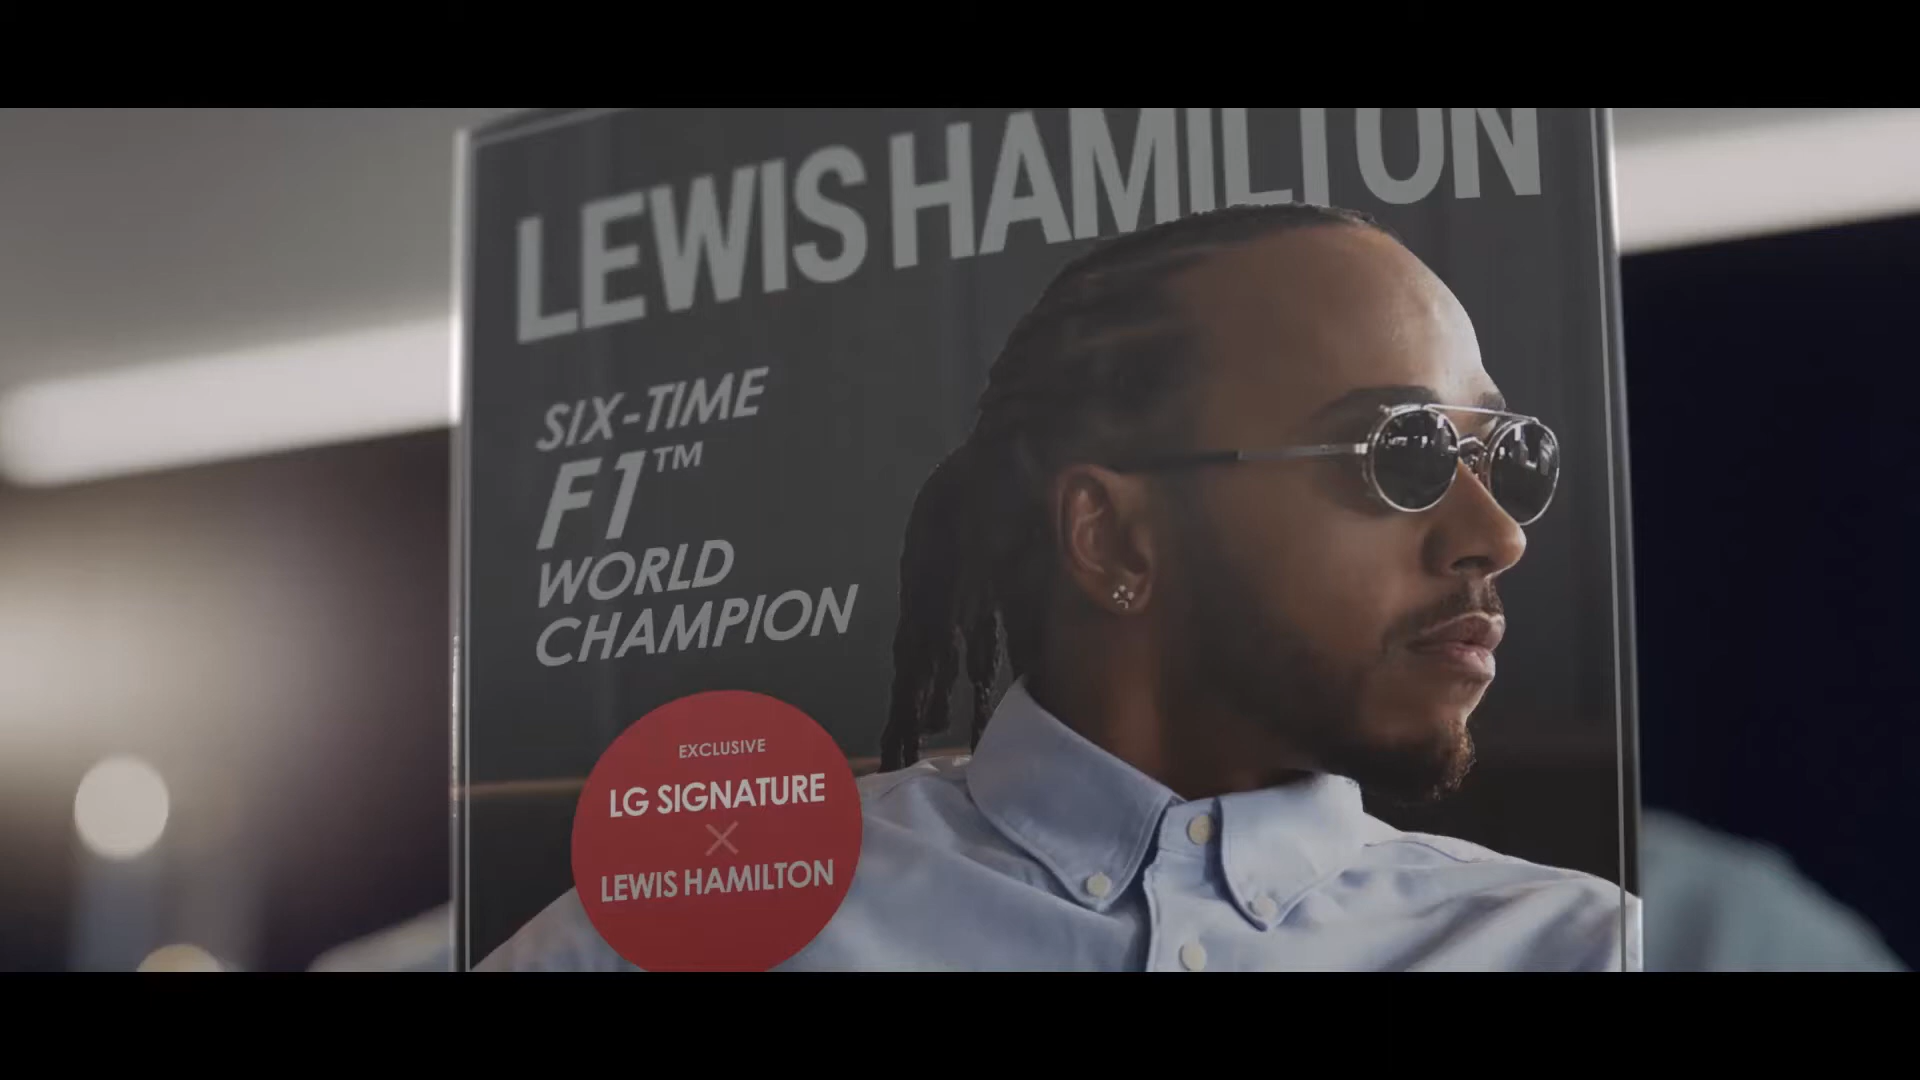 LEWIS HAMILTON
SIX-TIME
F1™
WORLD
CHAMPION
EXCLUSIVE
LG SIGNATURE
×
LEWIS HAMILTON